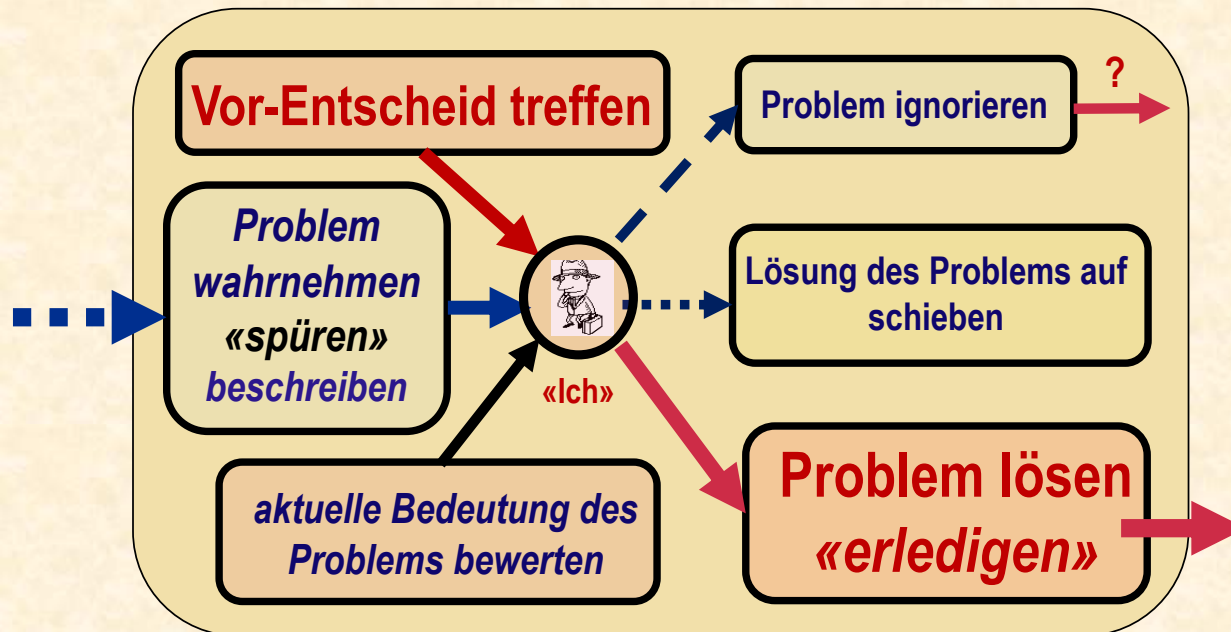 Vor-Entscheid treffen
Problem
wahrnehmen
«spüren»
beschreiben
aktuelle Bedeutung des
Problems bewerten
«Ich»
Problem ignorieren
?
Lösung des Problems auf
schieben
Problem lösen
«erledigen»